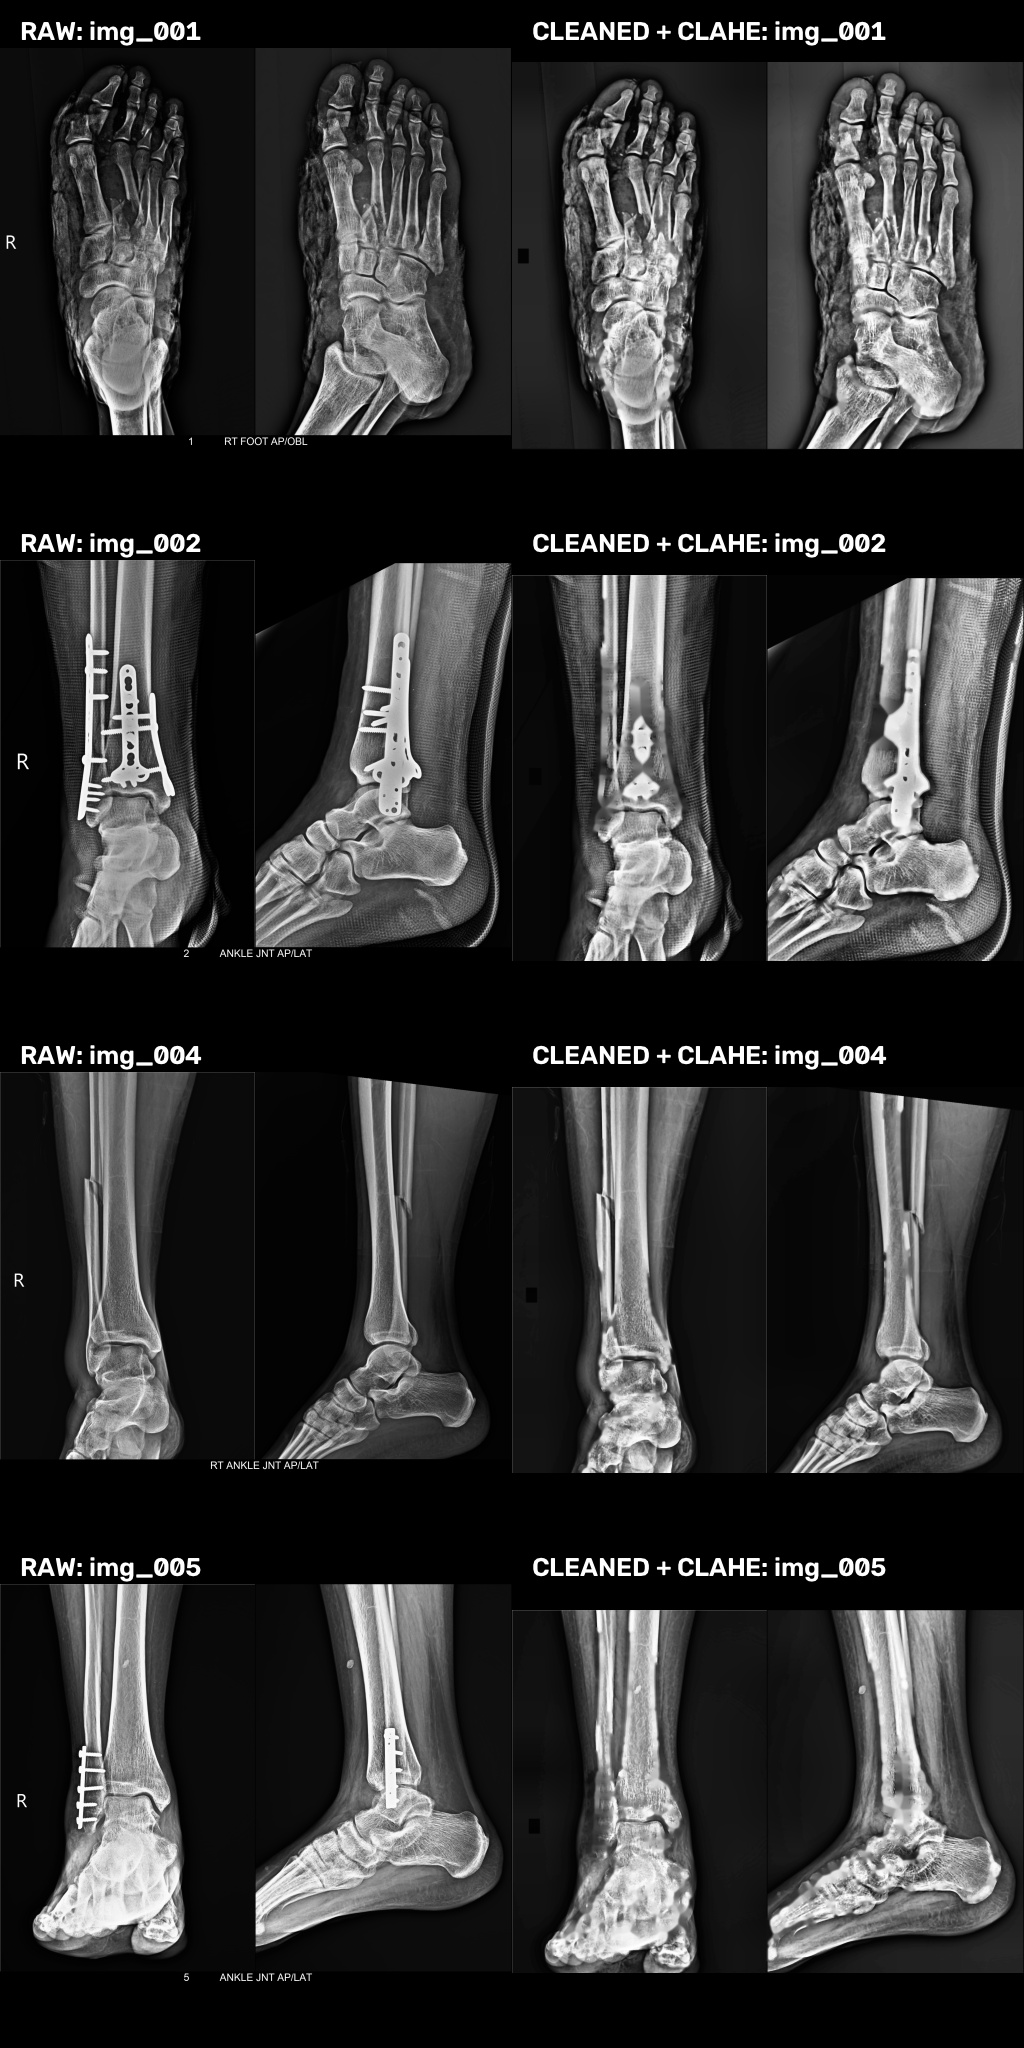 RAW: img_001
CLEANED + CLAHE: img_001
R
1 RT FOOT AP/OBL
RAW: img_002
CLEANED + CLAHE: img_002
R
2 ANKLE JNT AP/LAT
RAW: img_004
CLEANED + CLAHE: img_004
R
RT ANKLE JNT AP/LAT
RAW: img_005
CLEANED + CLAHE: img_005
R
5 ANKLE JNT AP/LAT